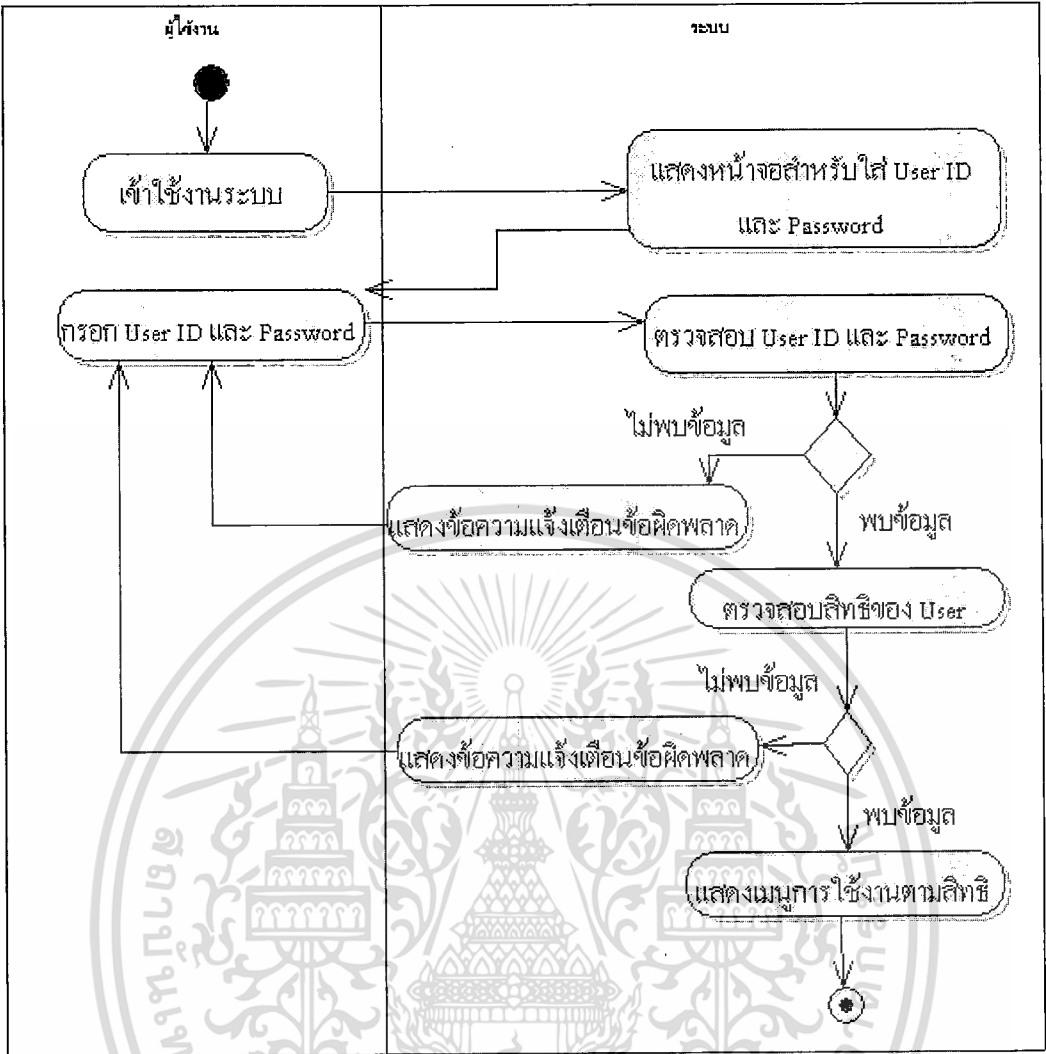 ผู้ใช้งาน
ระบบ
เข้าใช้งานระบบ
แสดงหน้าจอสำหรับใส่ User ID
และ Password
กรอก User ID และ Password
ตรวจสอบ User ID และ Password
ไม่พบข้อมูล
แสดงข้อความแจ้งเตือนข้อผิดพลาด
พบข้อมูล
ตรวจสอบสิทธิของ User
ไม่พบข้อมูล
แสดงข้อความแจ้งเตือนข้อผิดพลาด
พบข้อมูล
แสดงเมนูการใช้งานตามสิทธิ